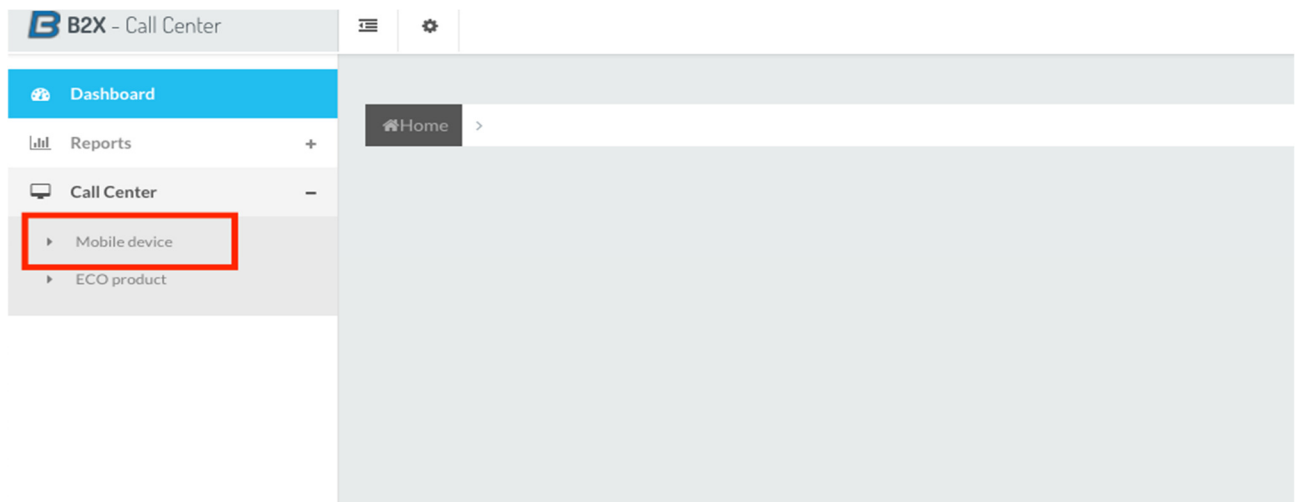 B2X - Call Center
Dashboard
Home >
Reports +
Call Center −
Mobile device
ECO product